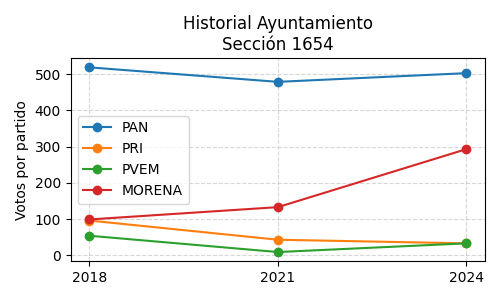 Historial Ayuntamiento
Sección 1654
Votos por partido
500
400
300
200
100
0
PAN
PRI
PVEM
MORENA
2018
2021
2024